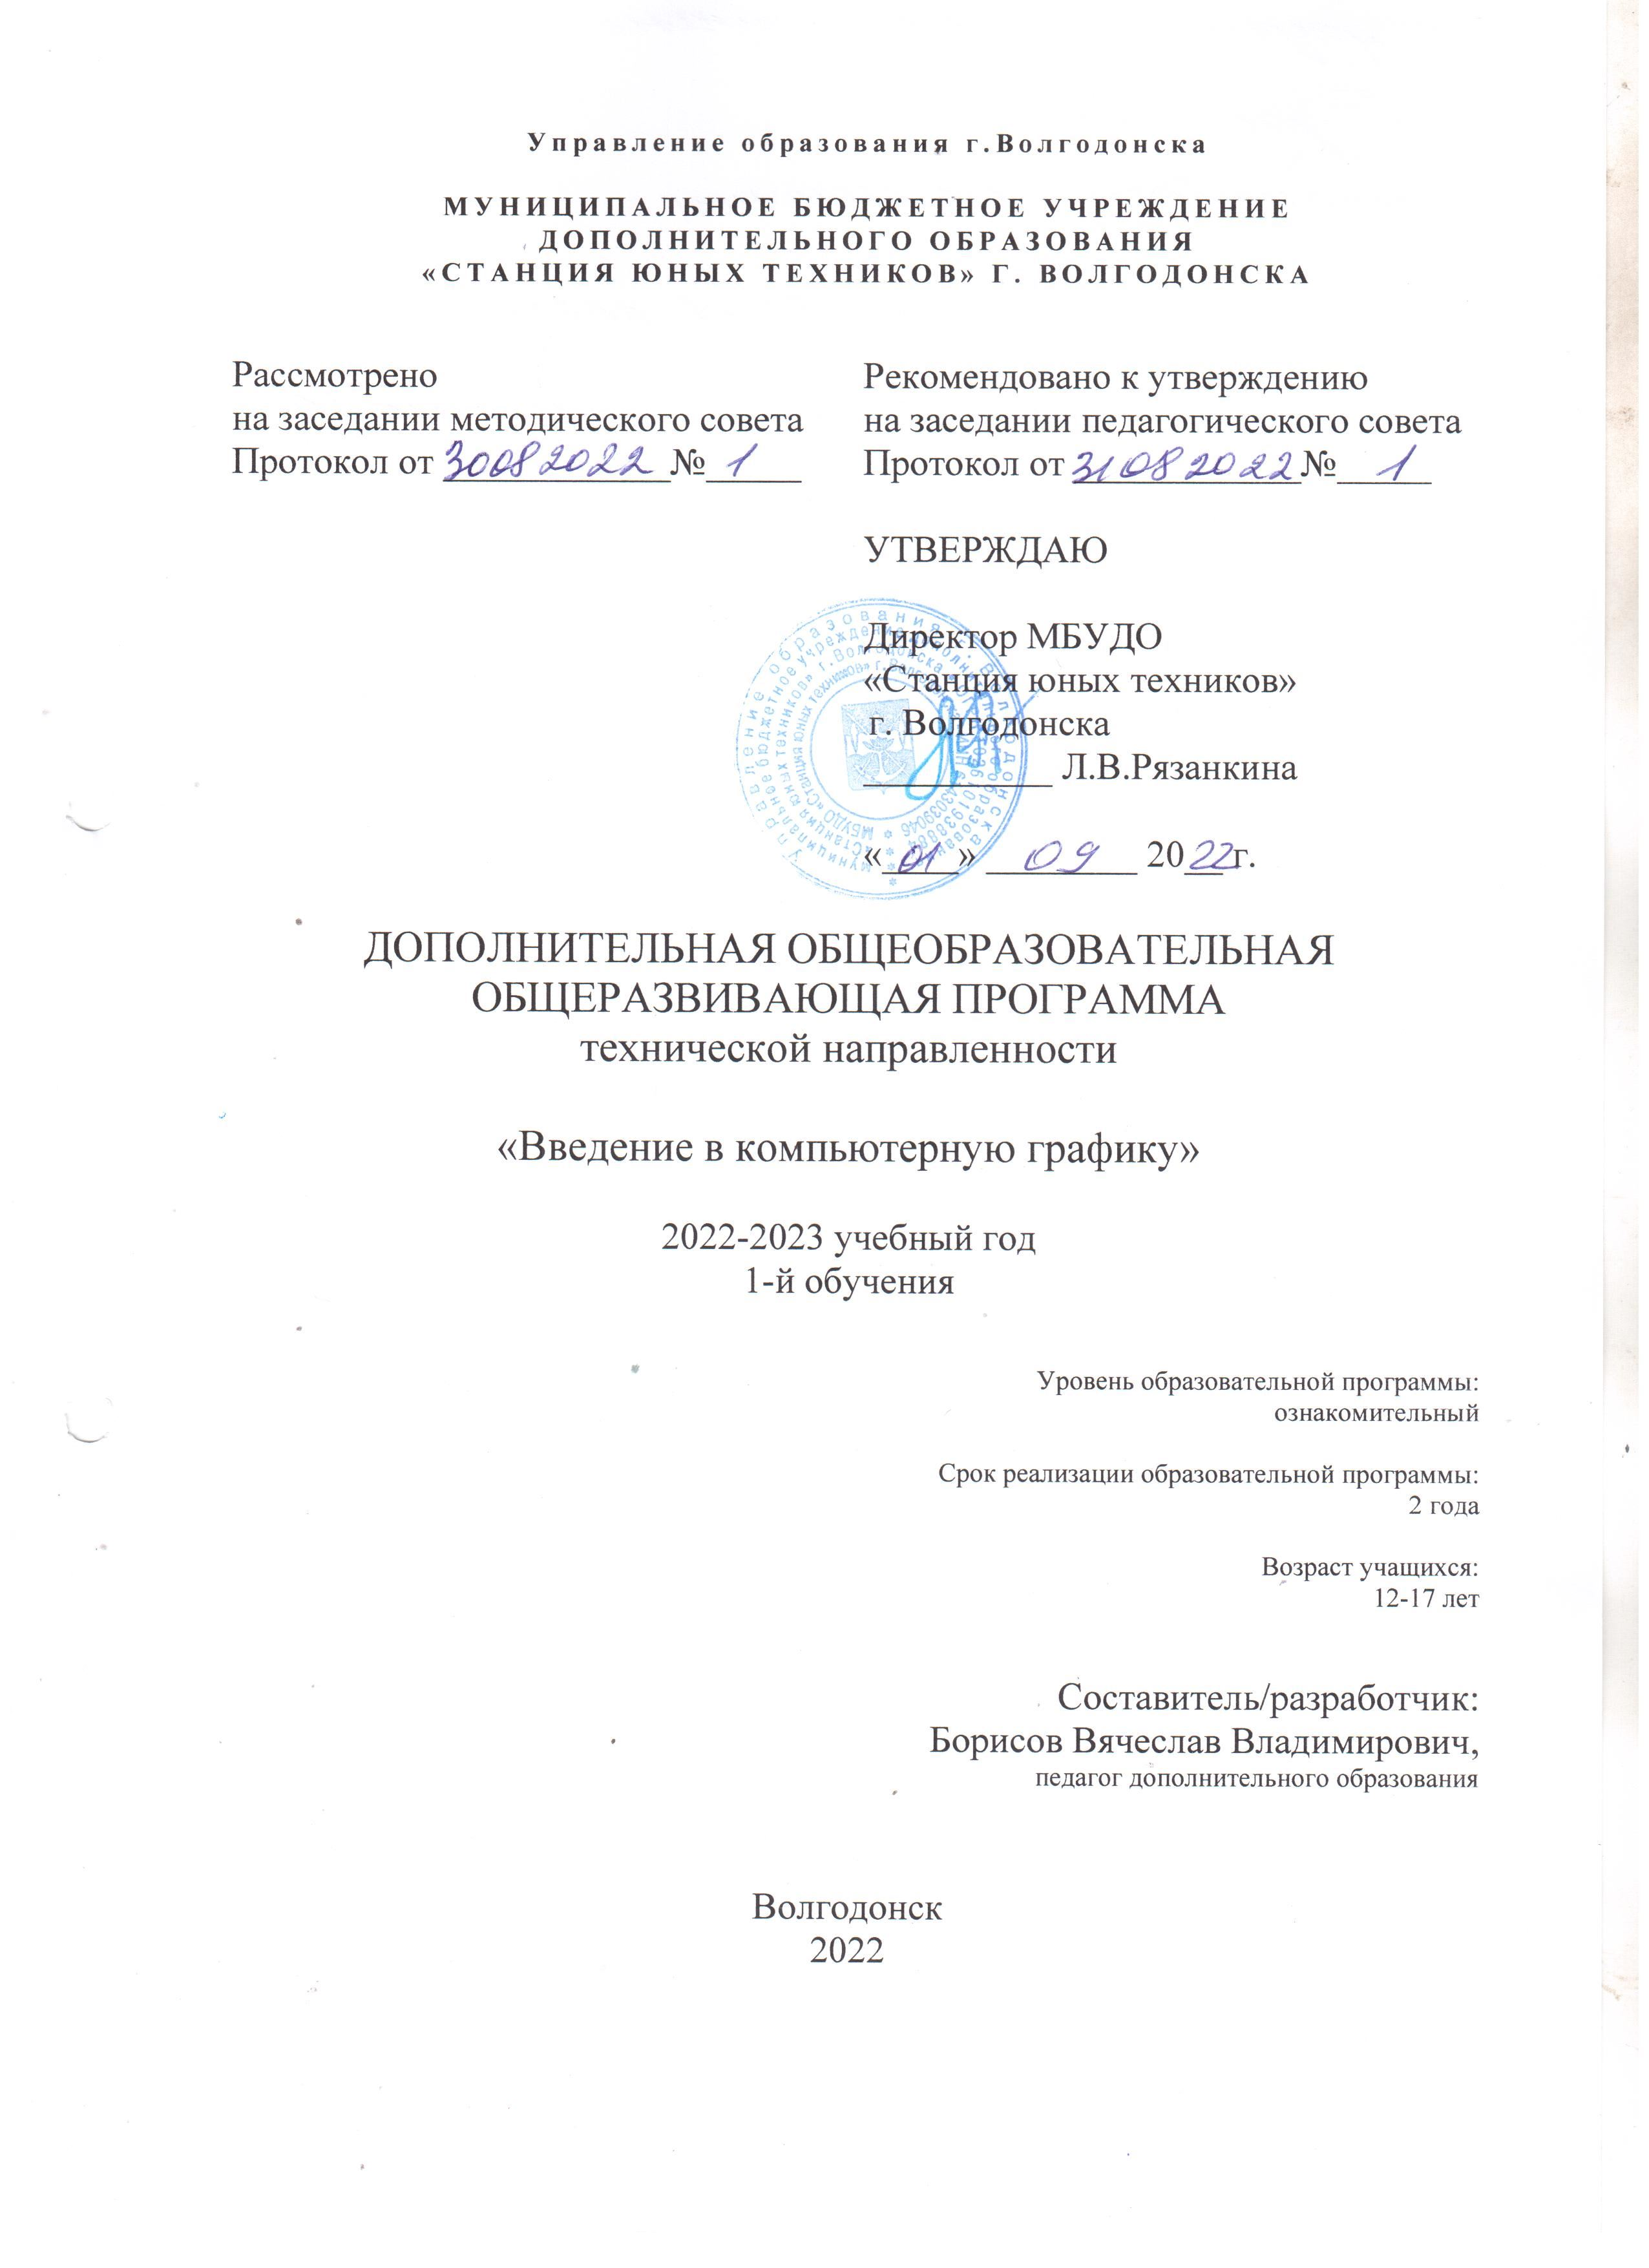 Управление образования г.Волгодонска
МУНИЦИПАЛЬНОЕ БЮДЖЕТНОЕ УЧРЕЖДЕНИЕ
ДОПОЛНИТЕЛЬНОГО ОБРАЗОВАНИЯ
«СТАНЦИЯ ЮНЫХ ТЕХНИКОВ» Г. ВОЛГОДОНСКА
Рассмотрено
на заседании методического совета
Протокол от 30 08 2022 № 1
Рекомендовано к утверждению
на заседании педагогического совета
Протокол от 31 08 2022 № 1
УТВЕРЖДАЮ
Директор МБУДО
«Станция юных техников»
г. Волгодонска
Л.В.Рязанкина
«01» 09 2022г.
ДОПОЛНИТЕЛЬНАЯ ОБЩЕОБРАЗОВАТЕЛЬНАЯ
ОБЩЕРАЗВИВАЮЩАЯ ПРОГРАММА
технической направленности
«Введение в компьютерную графику»
2022-2023 учебный год
1-й обучения
Уровень образовательной программы:
ознакомительный
Срок реализации образовательной программы:
2 года
Возраст учащихся:
12-17 лет
Составитель/разработчик:
Борисов Вячеслав Владимирович,
педагог дополнительного образования
Волгодонск
2022